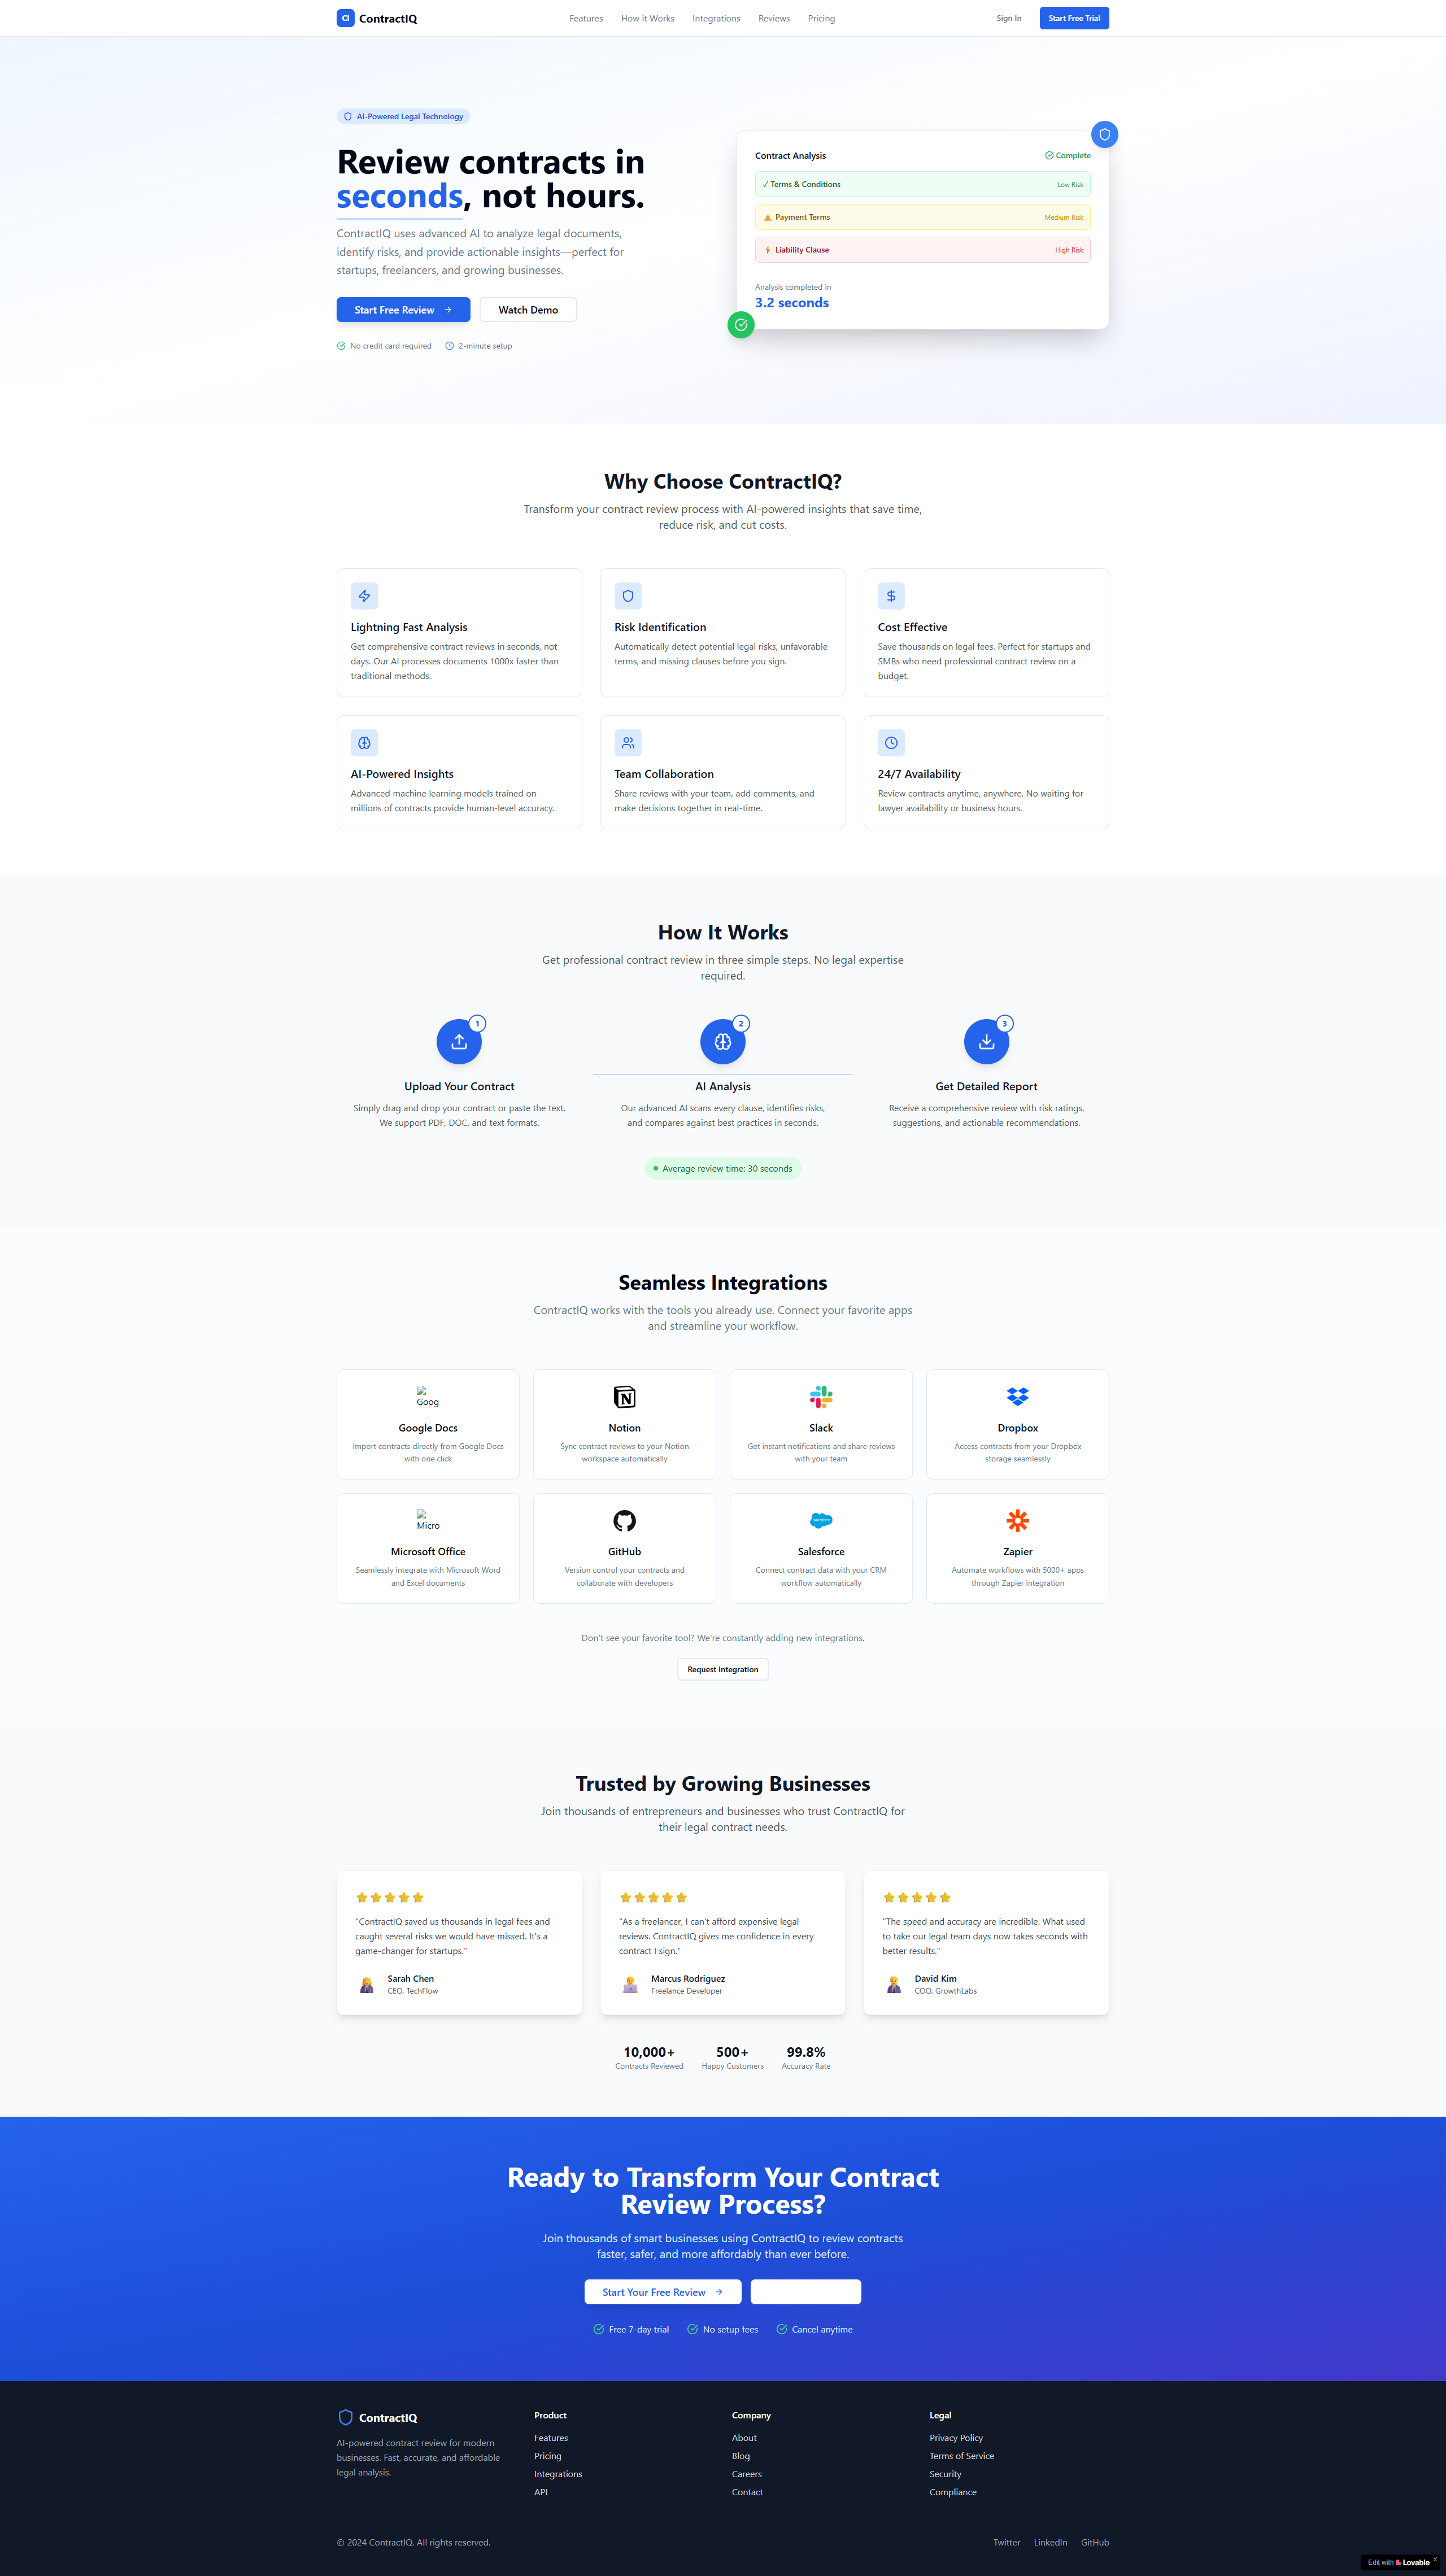 CI ContractIQ
Features How it Works Integrations Reviews Pricing
Sign In Start Free Trial
AI-Powered Legal Technology
Review contracts in
seconds, not hours.
ContractIQ uses advanced AI to analyze legal documents,
identify risks, and provide actionable insights—perfect for
startups, freelancers, and growing businesses.
Start Free Review → Watch Demo
No credit card required 2-minute setup
Contract Analysis Complete
✓ Terms & Conditions Low Risk
⚠️ Payment Terms Medium Risk
Liability Clause High Risk
Analysis completed in
3.2 seconds
Why Choose ContractIQ?
Transform your contract review process with AI-powered insights that save time,
reduce risk, and cut costs.
Lightning Fast Analysis
Get comprehensive contract reviews in seconds, not
days. Our AI processes documents 1000x faster than
traditional methods.
Risk Identification
Automatically detect potential legal risks, unfavorable
terms, and missing clauses before you sign.
Cost Effective
Save thousands on legal fees. Perfect for startups and
SMBs who need professional contract review on a
budget.
AI-Powered Insights
Advanced machine learning models trained on
millions of contracts provide human-level accuracy.
Team Collaboration
Share reviews with your team, add comments, and
make decisions together in real-time.
24/7 Availability
Review contracts anytime, anywhere. No waiting for
lawyer availability or business hours.
How It Works
Get professional contract review in three simple steps. No legal expertise
required.
1
Upload Your Contract
Simply drag and drop your contract or paste the text.
We support PDF, DOC, and text formats.
2
AI Analysis
Our advanced AI scans every clause, identifies risks,
and compares against best practices in seconds.
3
Get Detailed Report
Receive a comprehensive review with risk ratings,
suggestions, and actionable recommendations.
Average review time: 30 seconds
Seamless Integrations
ContractIQ works with the tools you already use. Connect your favorite apps
and streamline your workflow.
Goog
Google Docs
Import contracts directly from Google Docs
with one click
N
Notion
Sync contract reviews to your Notion
workspace automatically
Slack
Get instant notifications and share reviews
with your team
Dropbox
Access contracts from your Dropbox
storage seamlessly
Micro
Microsoft Office
Seamlessly integrate with Microsoft Word
and Excel documents
GitHub
Version control your contracts and
collaborate with developers
salesforce
Salesforce
Connect contract data with your CRM
workflow automatically
Zapier
Automate workflows with 5000+ apps
through Zapier integration
Don't see your favorite tool? We're constantly adding new integrations.
Request Integration
Trusted by Growing Businesses
Join thousands of entrepreneurs and businesses who trust ContractIQ for
their legal contract needs.
"ContractIQ saved us thousands in legal fees and
caught several risks we would have missed. It's a
game-changer for startups."
Sarah Chen
CEO, TechFlow
"As a freelancer, I can't afford expensive legal
reviews. ContractIQ gives me confidence in every
contract I sign."
Marcus Rodriguez
Freelance Developer
"The speed and accuracy are incredible. What used
to take our legal team days now takes seconds with
better results."
David Kim
COO, GrowthLabs
10,000+ 500+ 99.8%
Contracts Reviewed Happy Customers Accuracy Rate
Ready to Transform Your Contract
Review Process?
Join thousands of smart businesses using ContractIQ to review contracts
faster, safer, and more affordably than ever before.
Start Your Free Review →
Free 7-day trial No setup fees Cancel anytime
ContractIQ
AI-powered contract review for modern
businesses. Fast, accurate, and affordable
legal analysis.
Product
Features
Pricing
Integrations
API
Company
About
Blog
Careers
Contact
Legal
Privacy Policy
Terms of Service
Security
Compliance
© 2024 ContractIQ. All rights reserved.
Twitter LinkedIn GitHub
Edit with Lovable X